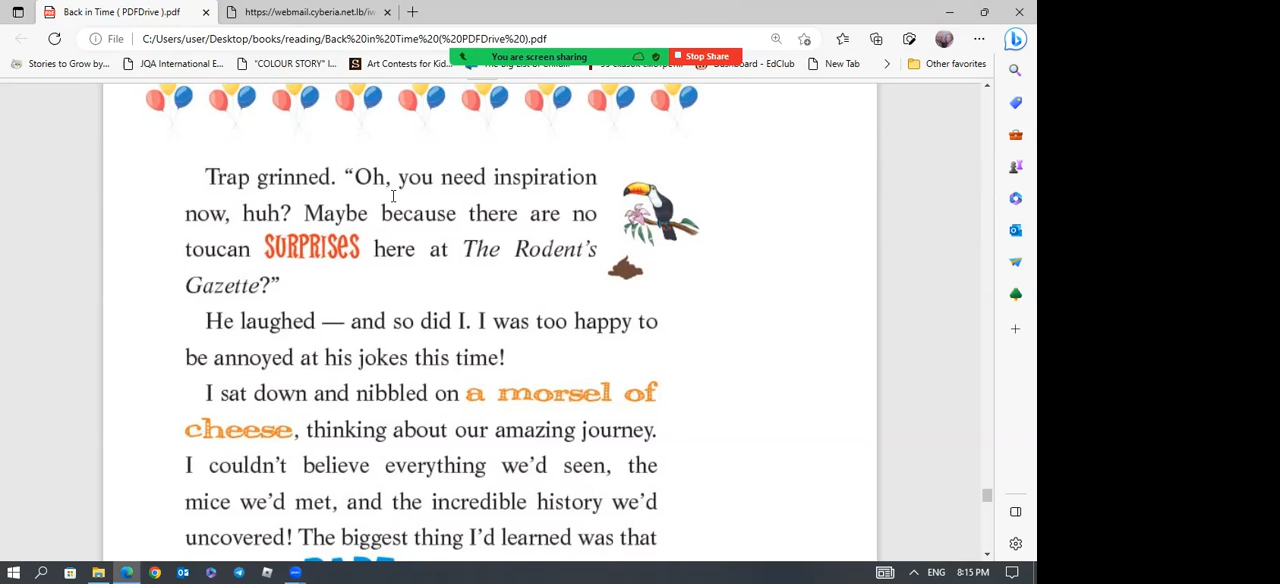 Back in Time ( PDFDrive ).pdf
https://webmail.cyberia.net.lb/iw
File
C:/Users/user/Desktop/books/reading/Back%20in%20Time%20(%20PDFDrive%20).pdf
You are screen sharing
Stop Share
Stories to Grow by...
JQA International E...
"COLOUR STORY" I...
Art Contests for Kid...
Dashboard - EdClub
New Tab
Other favorites
Trap grinned. “Oh, you need inspiration
now, huh? Maybe because there are no
toucan SURPRISES here at The Rodent’s
Gazette?”
He laughed — and so did I. I was too happy to
be annoyed at his jokes this time!
I sat down and nibbled on a morsel of
cheese, thinking about our amazing journey.
I couldn’t believe everything we’d seen, the
mice we’d met, and the incredible history we’d
uncovered! The biggest thing I’d learned was that
ENG
8:15 PM